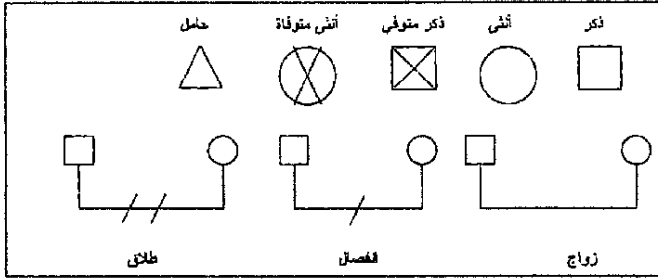 ذكر أنثى ذكر متوفي أنثى متوفاة حامل
زواج انفصال طلاق